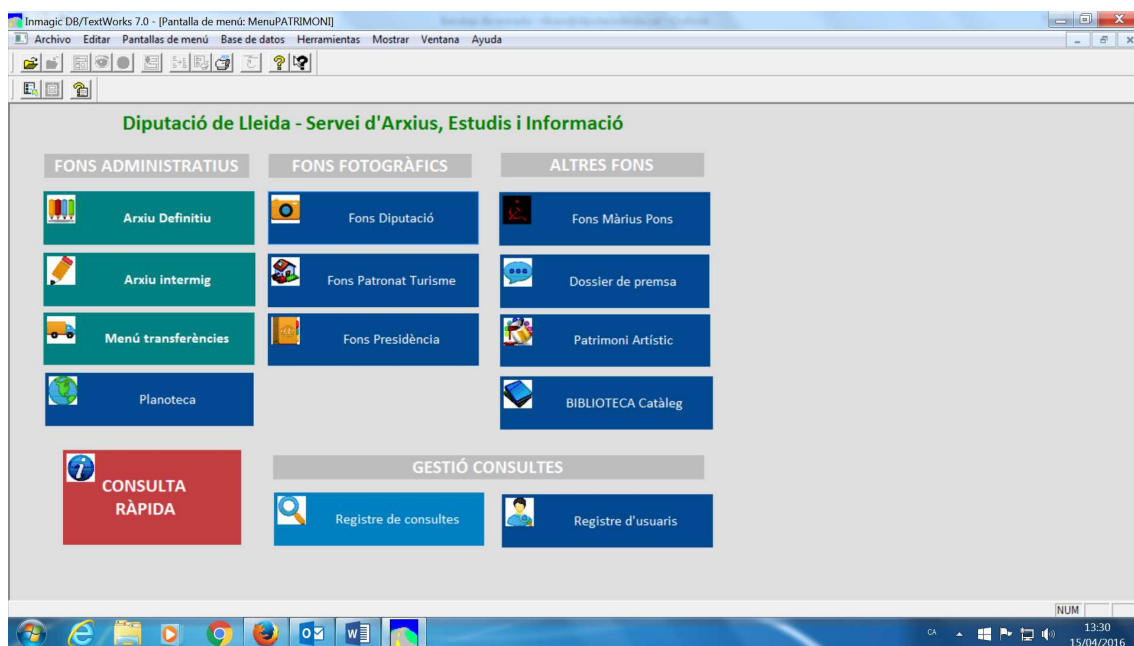 Inmagic DB/TextWorks 7.0 - [Pantalla de menú: MenuPATRIMONI]
Archivo Editar Pantallas de menú Base de datos Herramientas Mostrar Ventana Ayuda
Diputació de Lleida - Servei d'Arxius, Estudis i Informació
FONS ADMINISTRATIUS
Arxiu Definitiu
Arxiu intermig
Menú transferències
Planoteca
FONS FOTOGRÀFICS
Fons Diputació
Fons Patronat Turisme
Fons Presidència
ALTRES FONS
Fons Màrius Pons
Dossier de premsa
Patrimoni Artístic
BIBLIOTECA Catàleg
CONSULTA
RÀPIDA
GESTIÓ CONSULTES
Registre de consultes
Registre d'usuaris
NUM
CA
13:30
15/04/2016